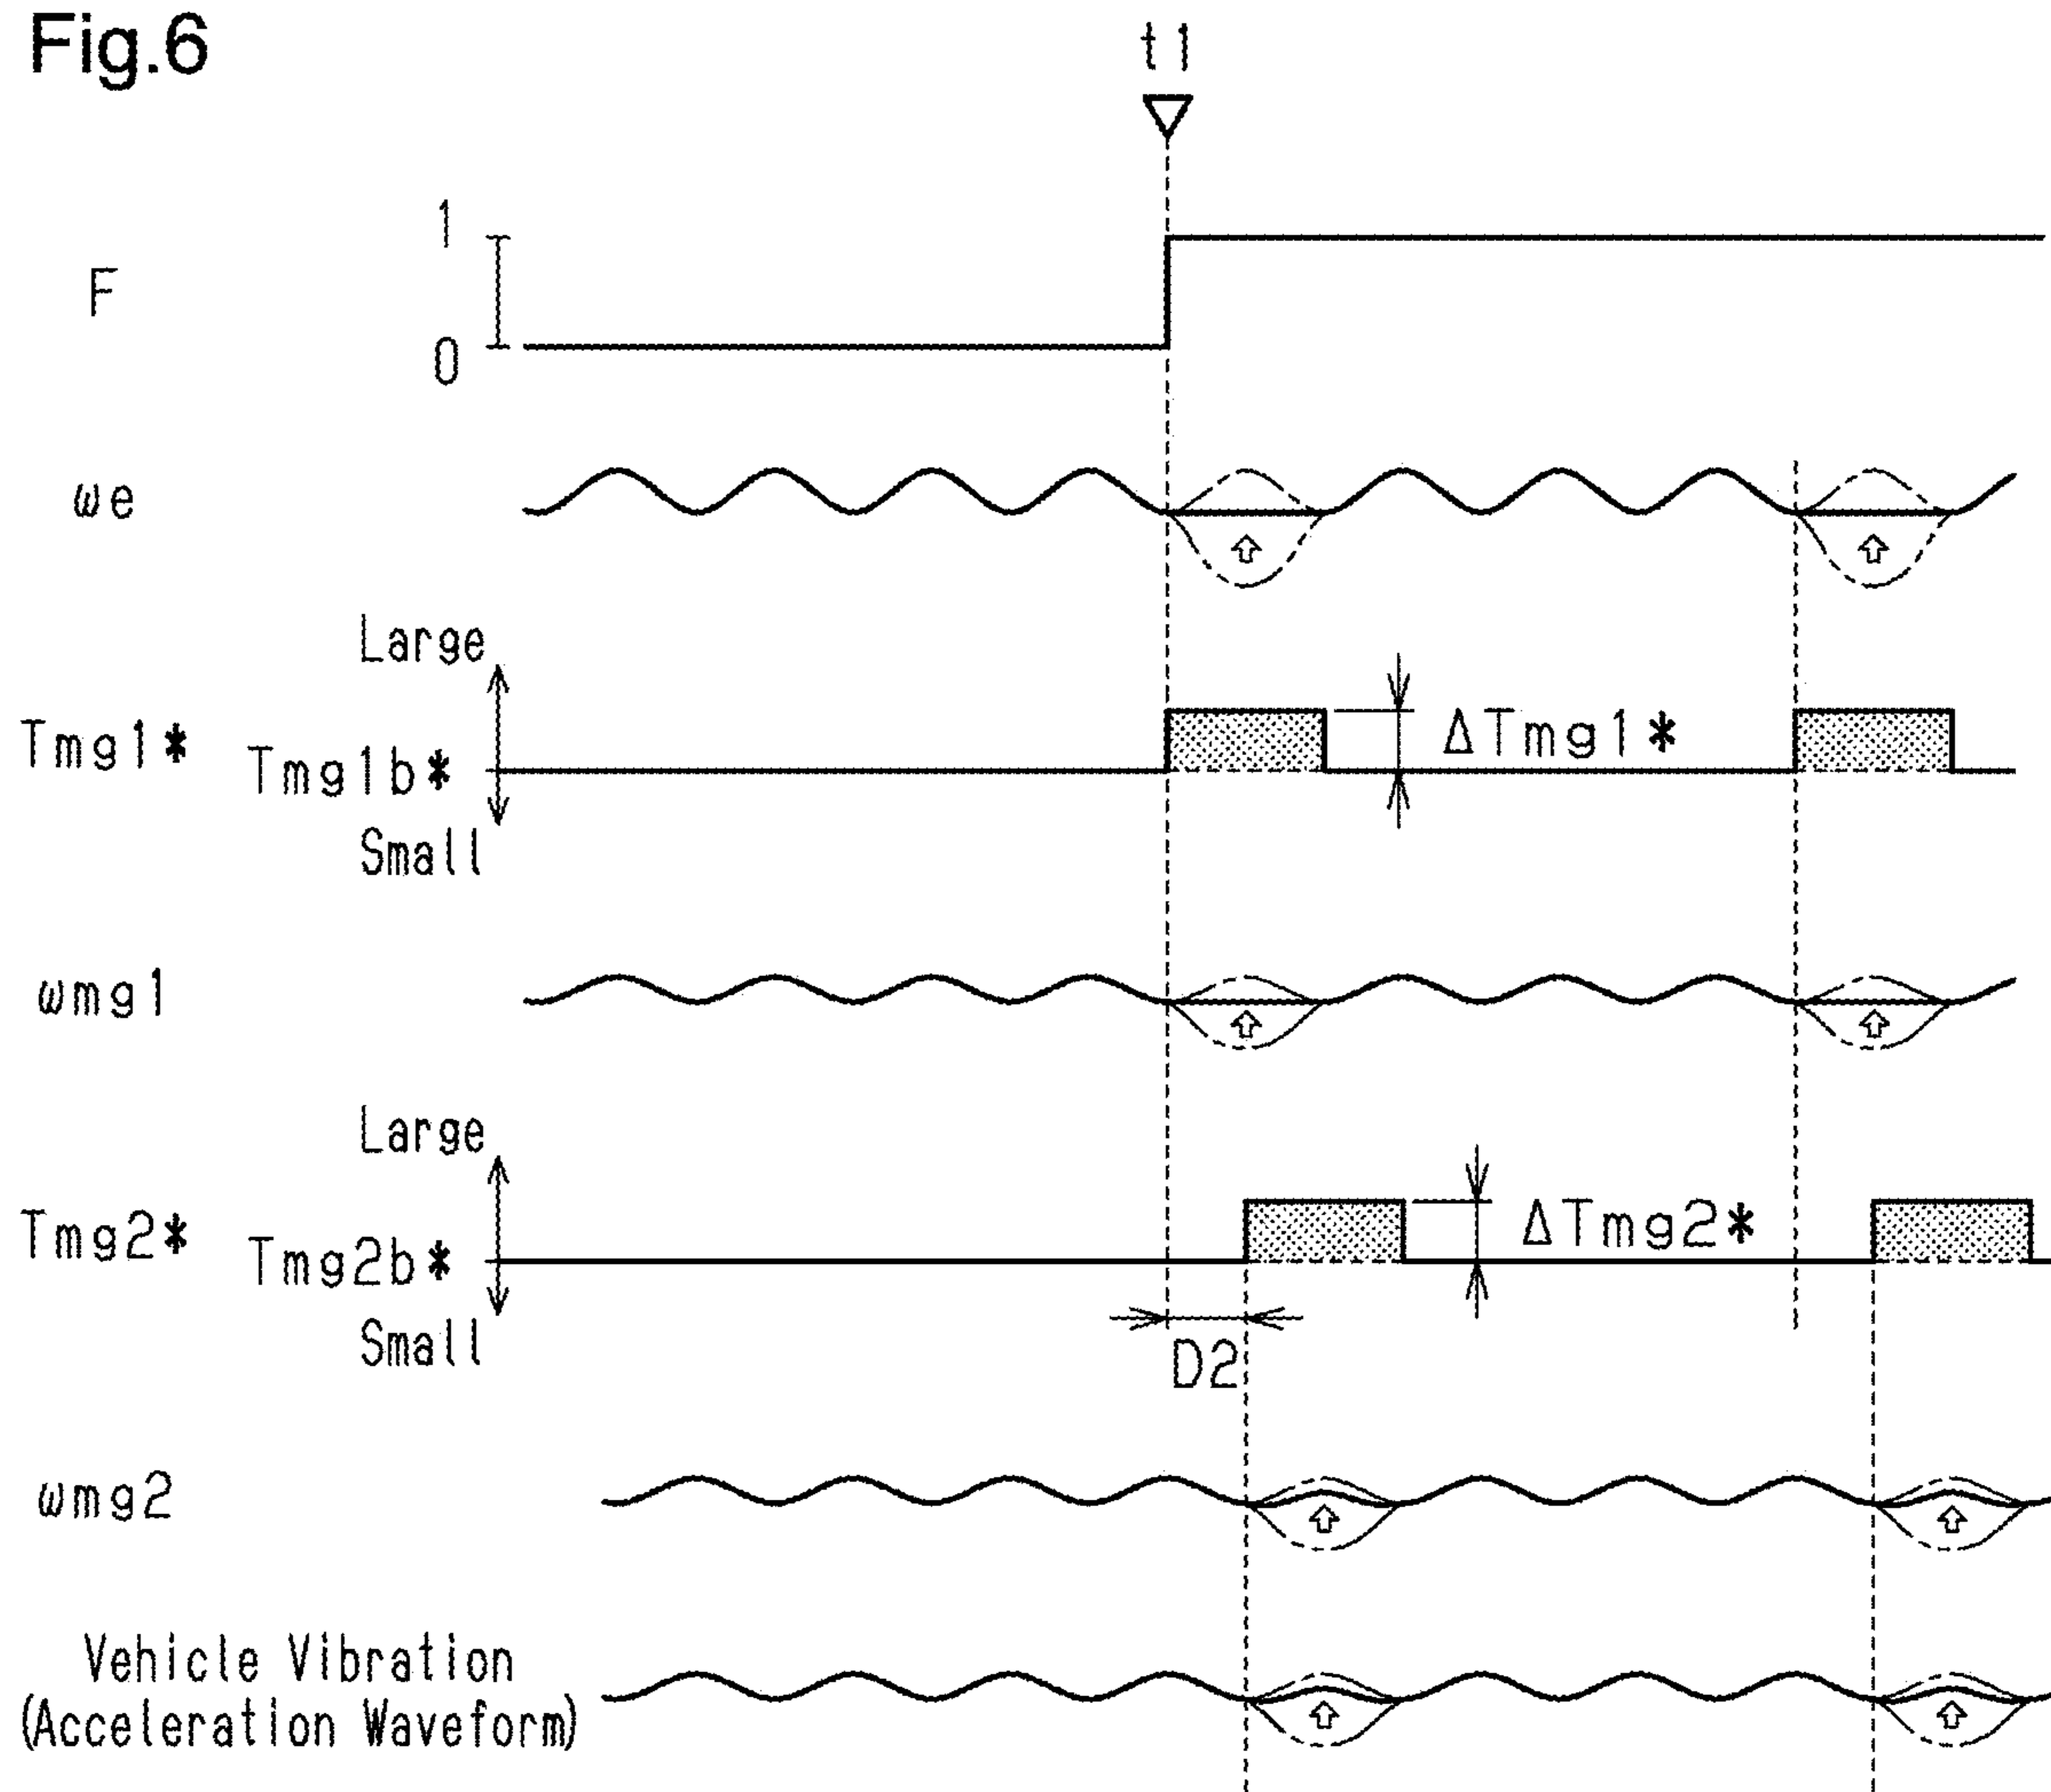 Fig.6
t1
1
F
0
ωe
Large
Tmg1*
Tmg1b*
ΔTmg1*
Small
ωmg1
Large
Tmg2*
Tmg2b*
ΔTmg2*
Small
D2
ωmg2
Vehicle Vibration
(Acceleration Waveform)